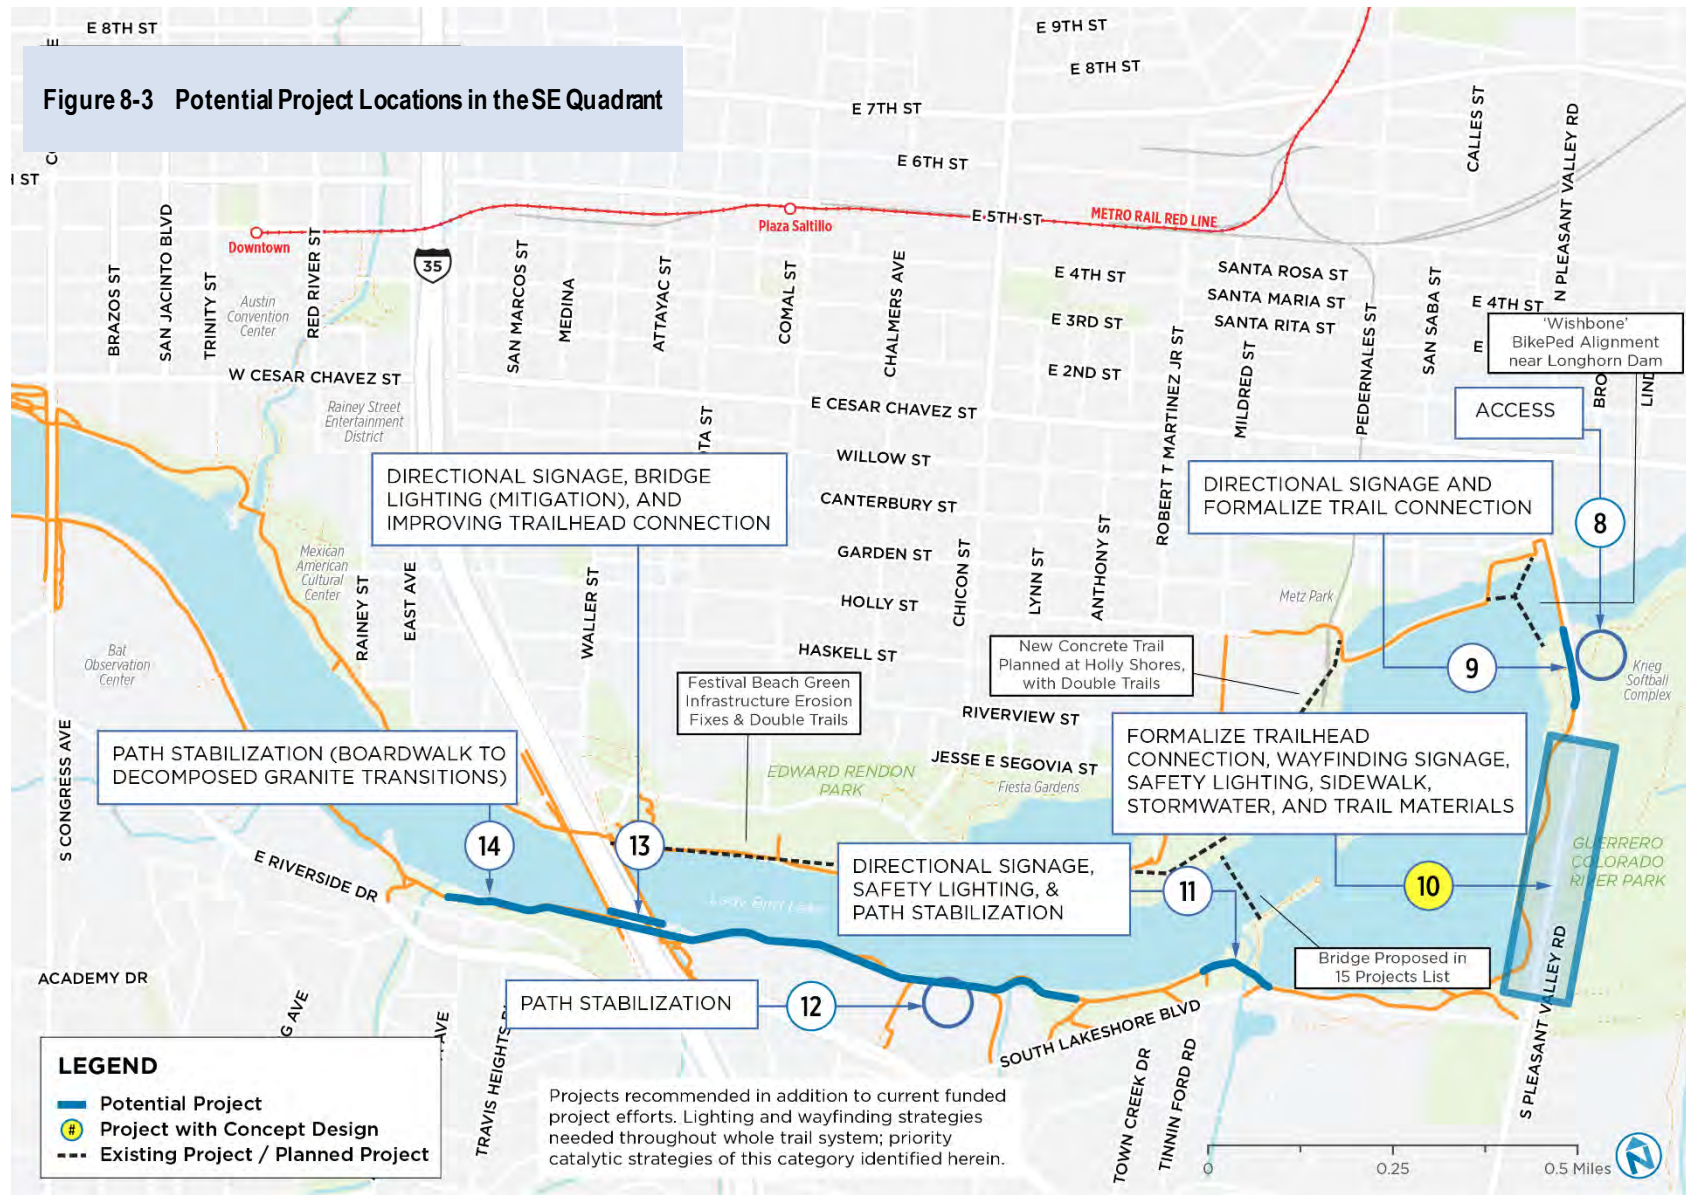 E 8TH ST
E 9TH ST
E 8TH ST
Figure 8-3 Potential Project Locations in the SE Quadrant
E 7TH ST
E 6TH ST
CALLES ST
N PLEASANT VALLEY RD
H ST
E 5TH ST
METRO RAIL RED LINE
Plaza Saltillo
Downtown
35
BRAZOS ST
SAN JACINTO BLVD
TRINITY ST
RED RIVER ST
Austin
Convention
Center
SAN MARCOS ST
MEDINA
ATTAYAC ST
COMAL ST
CHALMERS AVE
E 4TH ST
E 3RD ST
E 2ND ST
SANTA ROSA ST
SANTA MARIA ST
SANTA RITA ST
ROBERT T MARTINEZ JR ST
MILDRED ST
PEDERNALES ST
SAN SABA ST
E 4TH ST
E
'Wishbone'
BikePed Alignment
near Longhorn Dam
BRO
LIND
W CESAR CHAVEZ ST
E CESAR CHAVEZ ST
Rainey Street
Entertainment
District
TA ST
ACCESS
8
WILLOW ST
CANTERBURY ST
GARDEN ST
HOLLY ST
HASKELL ST
DIRECTIONAL SIGNAGE, BRIDGE
LIGHTING (MITIGATION), AND
IMPROVING TRAILHEAD CONNECTION
DIRECTIONAL SIGNAGE AND
FORMALIZE TRAIL CONNECTION
9
Mexican
American
Cultural
Center
RAINEY ST
EAST AVE
WALLER ST
CHICON ST
LYNN ST
ANTHONY ST
Metz Park
Bat
Observation
Center
New Concrete Trail
Planned at Holly Shores,
with Double Trails
Krieg
Softball
Complex
Festival Beach Green
Infrastructure Erosion
Fixes & Double Trails
RIVERVIEW ST
JESSE E SEGOVIA ST
Fiesta Gardens
EDWARD RENDON
PARK
S CONGRESS AVE
PATH STABILIZATION (BOARDWALK TO
DECOMPOSED GRANITE TRANSITIONS)
FORMALIZE TRAILHEAD
CONNECTION, WAYFINDING SIGNAGE,
SAFETY LIGHTING, SIDEWALK,
STORMWATER, AND TRAIL MATERIALS
14
13
10
11
GUERRERO
COLORADO
RIVER PARK
E RIVERSIDE DR
DIRECTIONAL SIGNAGE,
SAFETY LIGHTING, &
PATH STABILIZATION
Lady Bird Lake
Bridge Proposed in
15 Projects List
ACADEMY DR
PATH STABILIZATION
12
SOUTH LAKESHORE BLVD
S PLEASANT VALLEY RD
G AVE
AVE
TRAVIS HEIGHTS
TOWN CREEK DR
TINNIN FORD RD
LEGEND
Potential Project
# Project with Concept Design
Existing Project / Planned Project
Projects recommended in addition to current funded
project efforts. Lighting and wayfinding strategies
needed throughout whole trail system; priority
catalytic strategies of this category identified herein.
0 0.25 0.5 Miles
N